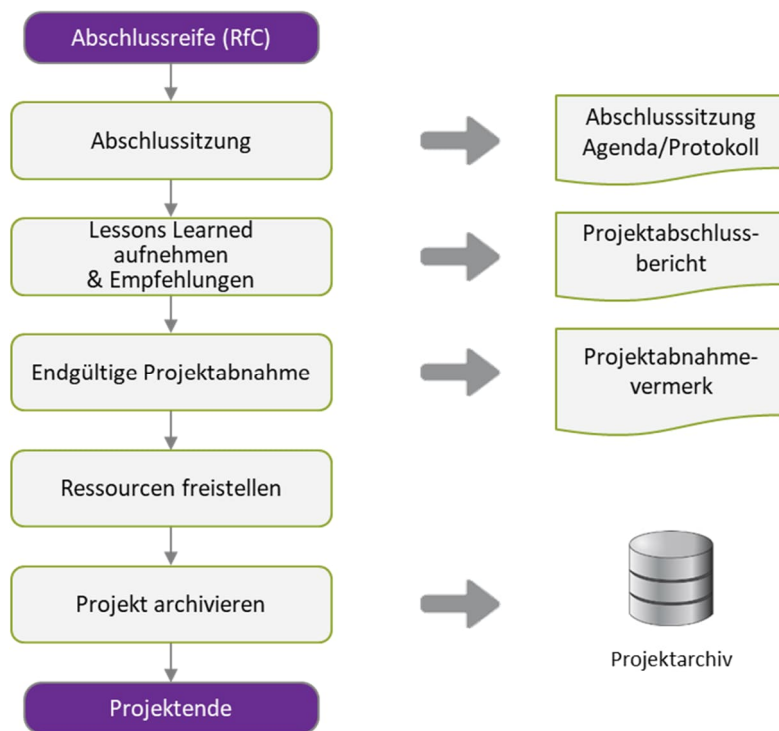 Abschlussreife (RfC)
Abschlussitzung
Abschlusssitzung
Agenda/Protokoll
Lessons Learned
aufnehmen
& Empfehlungen
Projektabschluss-
bericht
Endgültige Projektabnahme
Projektabnahme-
vermerk
Ressourcen freistellen
Projekt archivieren
Projektarchiv
Projektende